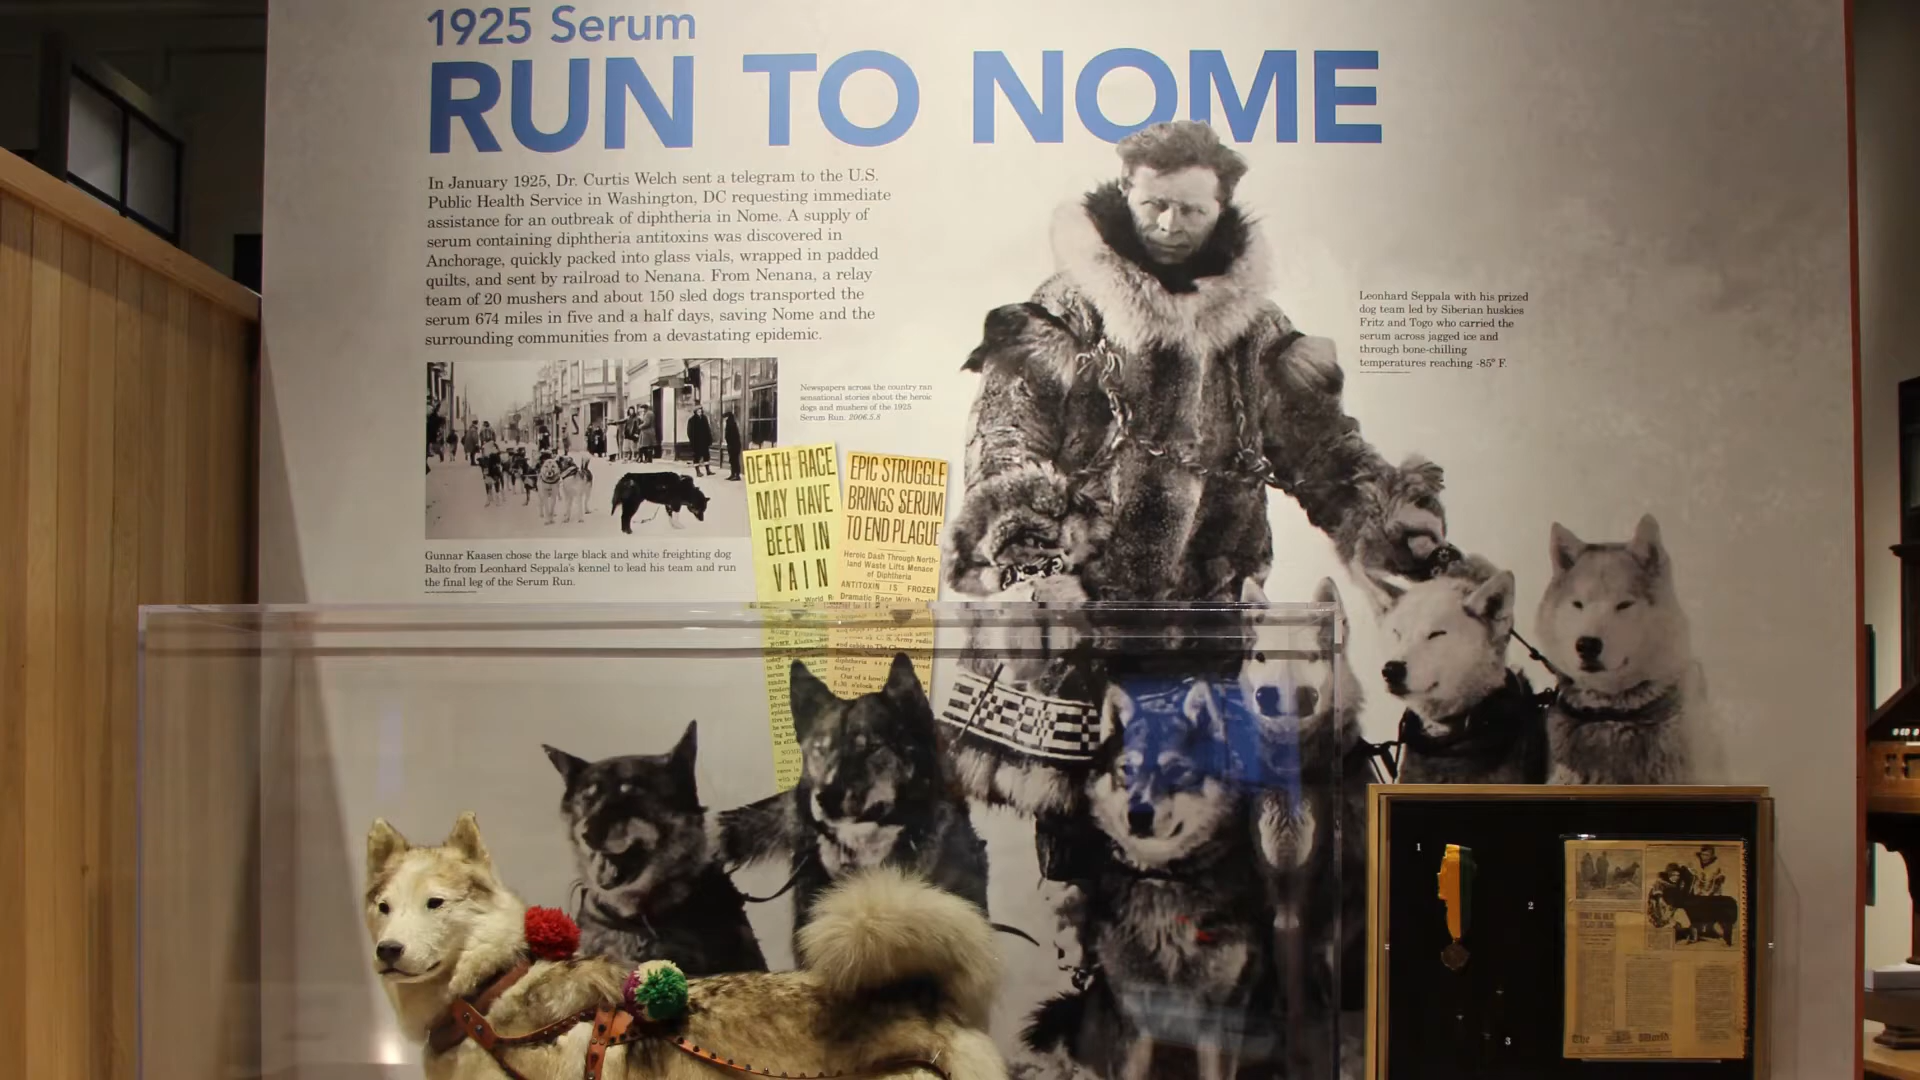 1925 Serum
RUN TO NOME
In January 1925, Dr. Curtis Welch sent a telegram to the U.S.
Public Health Service in Washington, DC requesting immediate
assistance for an outbreak of diphtheria in Nome. A supply of
serum containing diphtheria antitoxins was discovered in
Anchorage, quickly packed into glass vials, wrapped in padded
quilts, and sent by railroad to Nenana. From Nenana, a relay
team of 20 mushers and about 150 sled dogs transported the
serum 674 miles in five and a half days, saving Nome and the
surrounding communities from a devastating epidemic.
Leonhard Seppala with his prized
dog team led by Siberian huskies
Fritz and Togo who carried the
serum across jagged ice and
through bone-chilling
temperatures reaching -85° F.
Newspapers across the country ran
sensational stories about the heroic
dogs and mushers of the 1925
Serum Run. 2006.5.8
Gunnar Kaasen chose the large black and white freighting dog
Balto from Leonhard Seppala's kennel to lead his team and run
the final leg of the Serum Run.
DEATH RACE
MAY HAVE
BEEN IN
VAIN
EPIC STRUGGLE
BRINGS SERUM
TO END PLAGUE
Heroic Dash Through North-
land Waste Lifts Menace
of Diphtheria
ANTITOXIN IS FROZEN
Dramatic Race With
1
2
3
The World